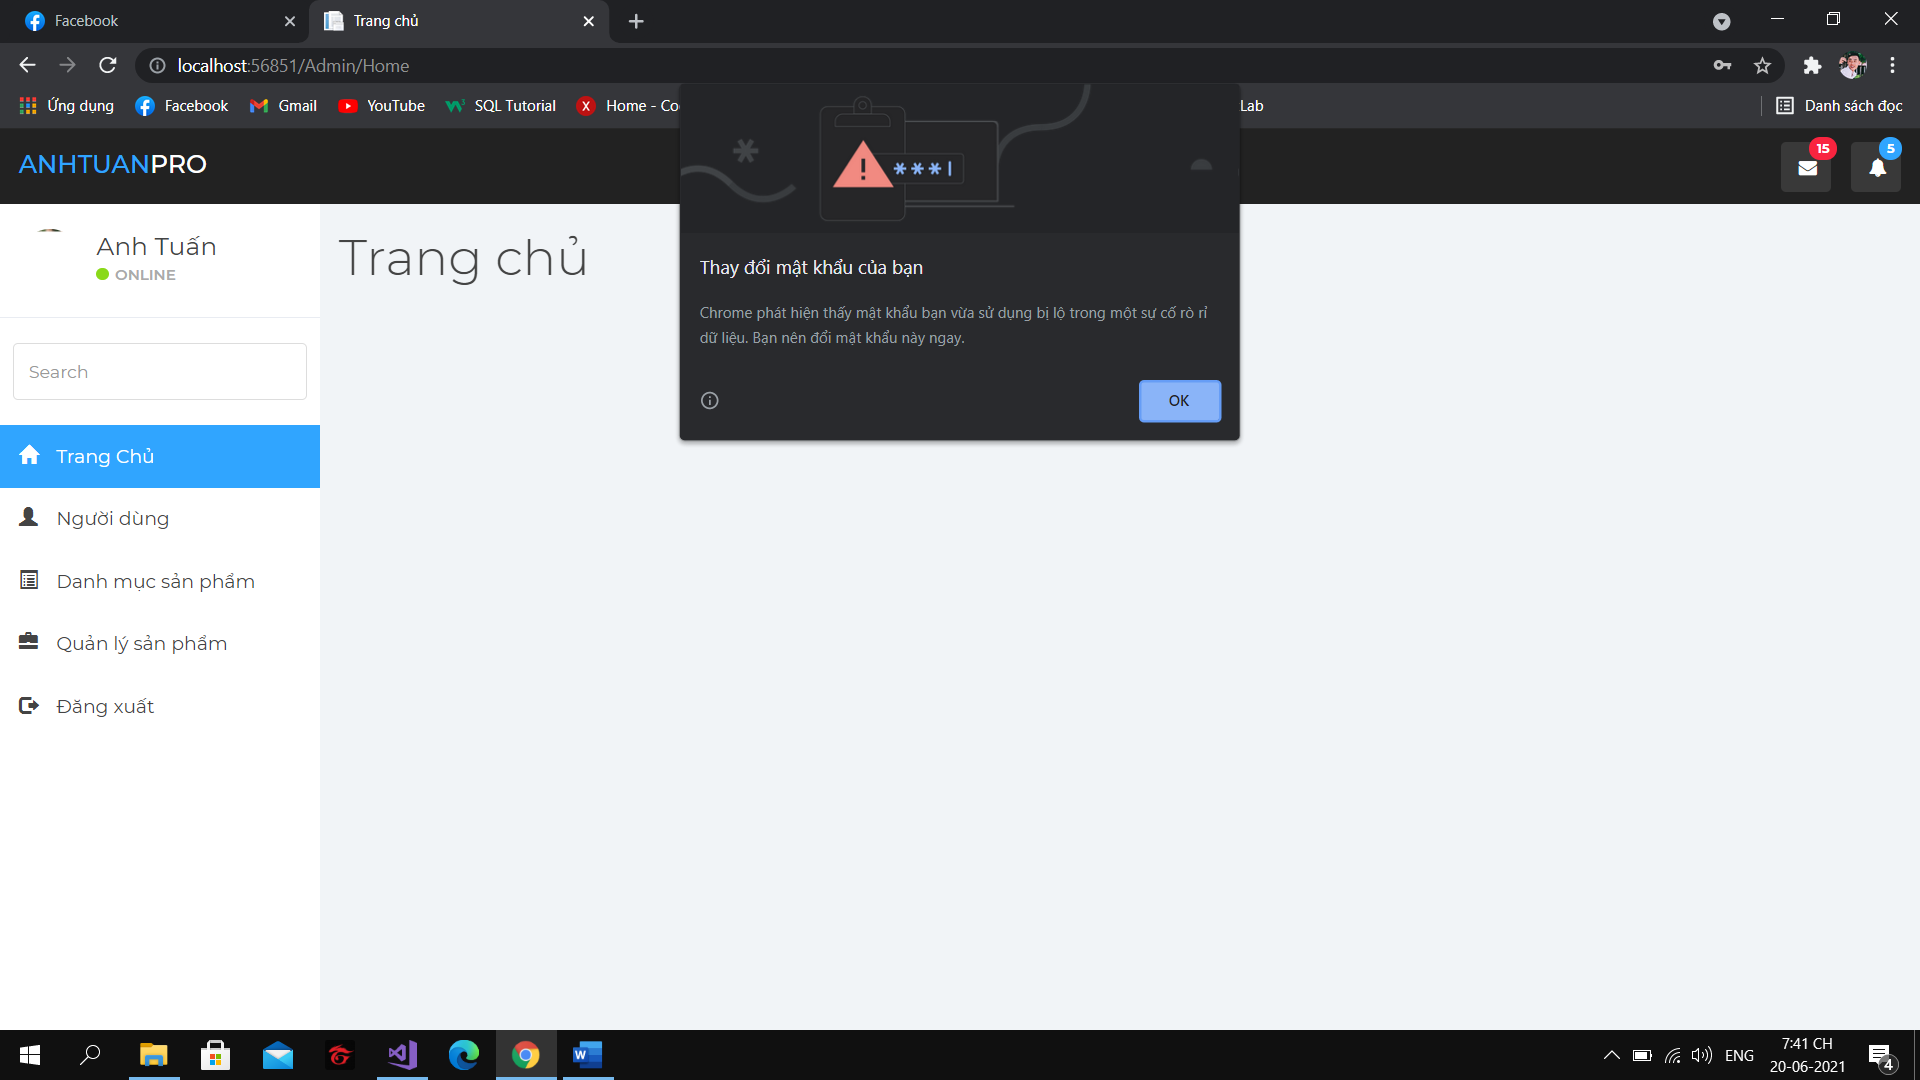 Facebook
Trang chủ
localhost:56851/Admin/Home
Ứng dụng
Facebook
Gmail
YouTube
SQL Tutorial
Home - Co
Lab
Danh sách đọc
ANHTUANPRO
15
5
Anh Tuấn
ONLINE
Search
Trang Chủ
Người dùng
Danh mục sản phẩm
Quản lý sản phẩm
Đăng xuất
Trang chủ
***
Thay đổi mật khẩu của bạn
Chrome phát hiện thấy mật khẩu bạn vừa sử dụng bị lộ trong một sự cố rò rỉ
dữ liệu. Bạn nên đổi mật khẩu này ngay.
OK
ENG
7:41 CH
20-06-2021
4